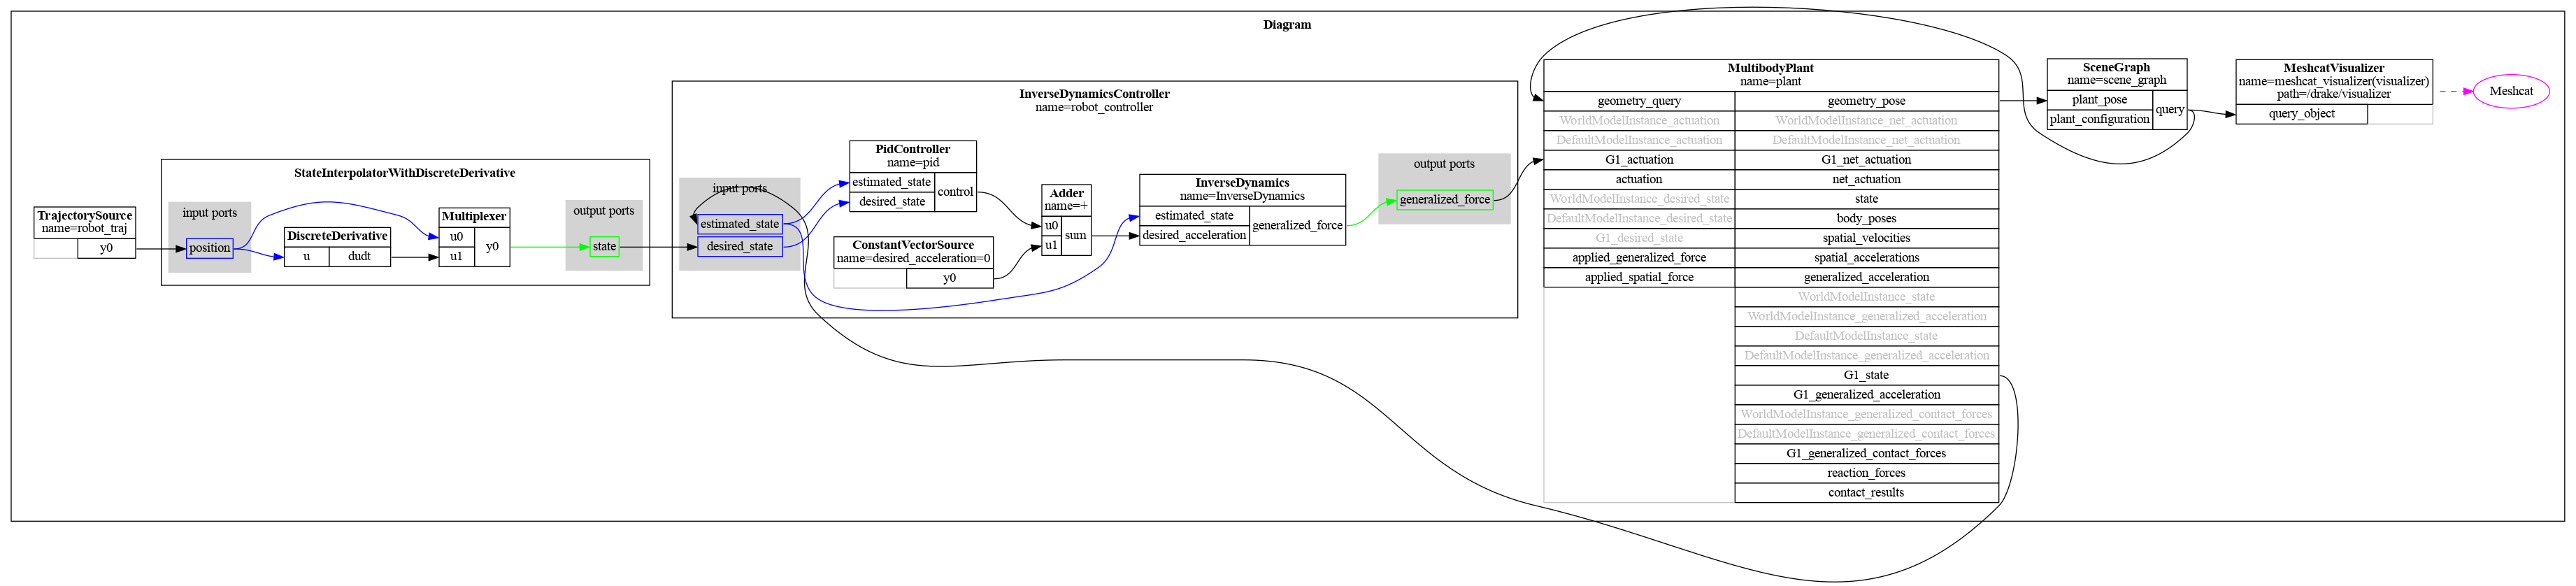 Diagram
TrajectorySource
name=robot_traj
y0
StateInterpolatorWithDiscreteDerivative
input ports
position
DiscreteDerivative
u
dudt
Multiplexer
u0
u1
y0
output ports
state
InverseDynamicsController
name=robot_controller
input ports
estimated_state
desired_state
PidController
name=pid
estimated_state
desired_state
control
ConstantVectorSource
name=desired_acceleration=0
y0
Adder
name=+
u0
u1
sum
InverseDynamics
name=InverseDynamics
estimated_state
desired_acceleration
generalized_force
output ports
generalized_force
MultibodyPlant
name=plant
geometry_query
WorldModelInstance_actuation
DefaultModelInstance_actuation
G1_actuation
actuation
WorldModelInstance_desired_state
DefaultModelInstance_desired_state
G1_desired_state
applied_generalized_force
applied_spatial_force
geometry_pose
WorldModelInstance_net_actuation
DefaultModelInstance_net_actuation
G1_net_actuation
net_actuation
state
body_poses
spatial_velocities
spatial_accelerations
generalized_acceleration
WorldModelInstance_state
WorldModelInstance_generalized_acceleration
DefaultModelInstance_state
DefaultModelInstance_generalized_acceleration
G1_state
G1_generalized_acceleration
WorldModelInstance_generalized_contact_forces
DefaultModelInstance_generalized_contact_forces
G1_generalized_contact_forces
reaction_forces
contact_results
SceneGraph
name=scene_graph
plant_pose
plant_configuration
query
MeshcatVisualizer
name=meshcat_visualizer(visualizer)
path=/drake/visualizer
query_object
Meshcat